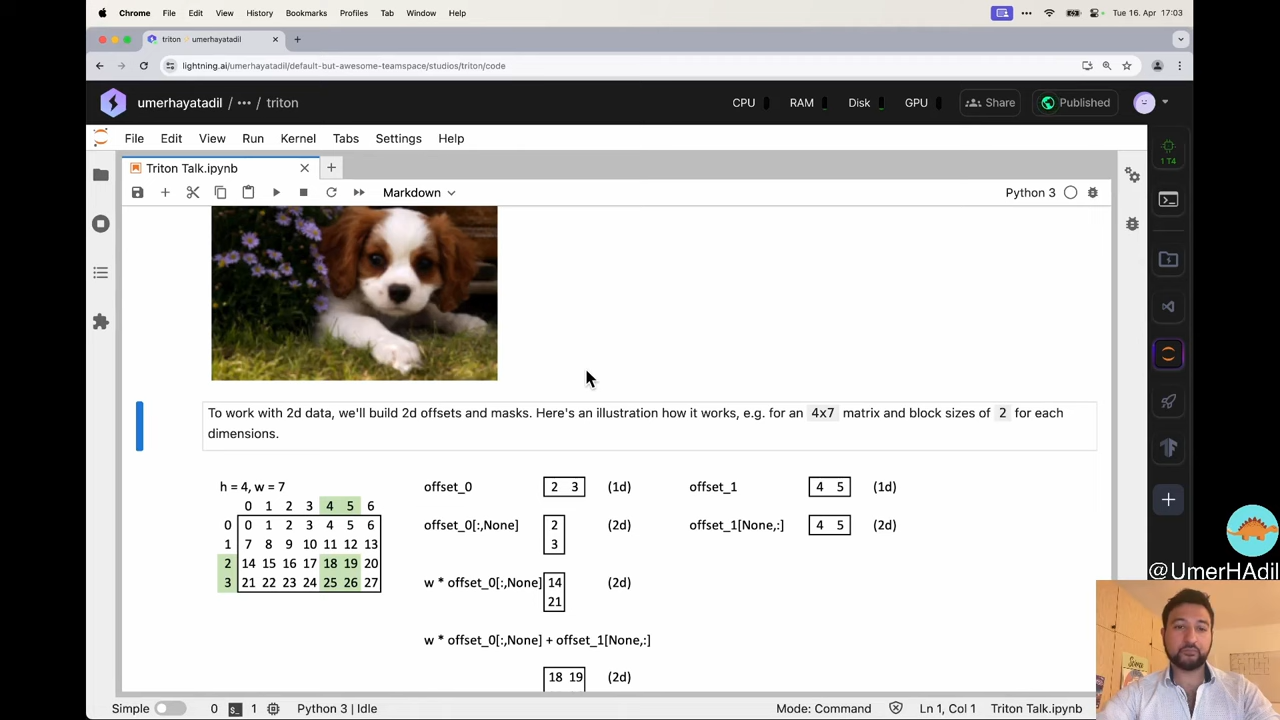 Chrome File Edit View History Bookmarks Profiles Tab Window Help Tue 16. Apr 17:03
triton umerhayatadil
lightning.ai/umerhayatadil/default-but-awesome-teamspace/studios/triton/code
umerhayatadil / ··· / triton CPU RAM Disk GPU Share Published
File Edit View Run Kernel Tabs Settings Help
1 T4
Triton Talk.ipynb
Markdown Python 3
To work with 2d data, we'll build 2d offsets and masks. Here's an illustration how it works, e.g. for an 4x7 matrix and block sizes of 2 for each
dimensions.
h = 4, w = 7 offset_0 2 3 (1d) offset_1 4 5 (1d)
0 1 2 3 4 5 6
0 0 1 2 3 4 5 6 offset_0[:,None] 2 (2d) offset_1[None,:] 4 5 (2d)
1 7 8 9 10 11 12 13 3
2 14 15 16 17 18 19 20
3 21 22 23 24 25 26 27 w * offset_0[:,None] 14 (2d)
21
w * offset_0[:,None] + offset_1[None,:]
18 19 (2d)
@UmerHAdil
Simple 0 1 Python 3 | Idle Mode: Command Ln 1, Col 1 Triton Talk.ipynb